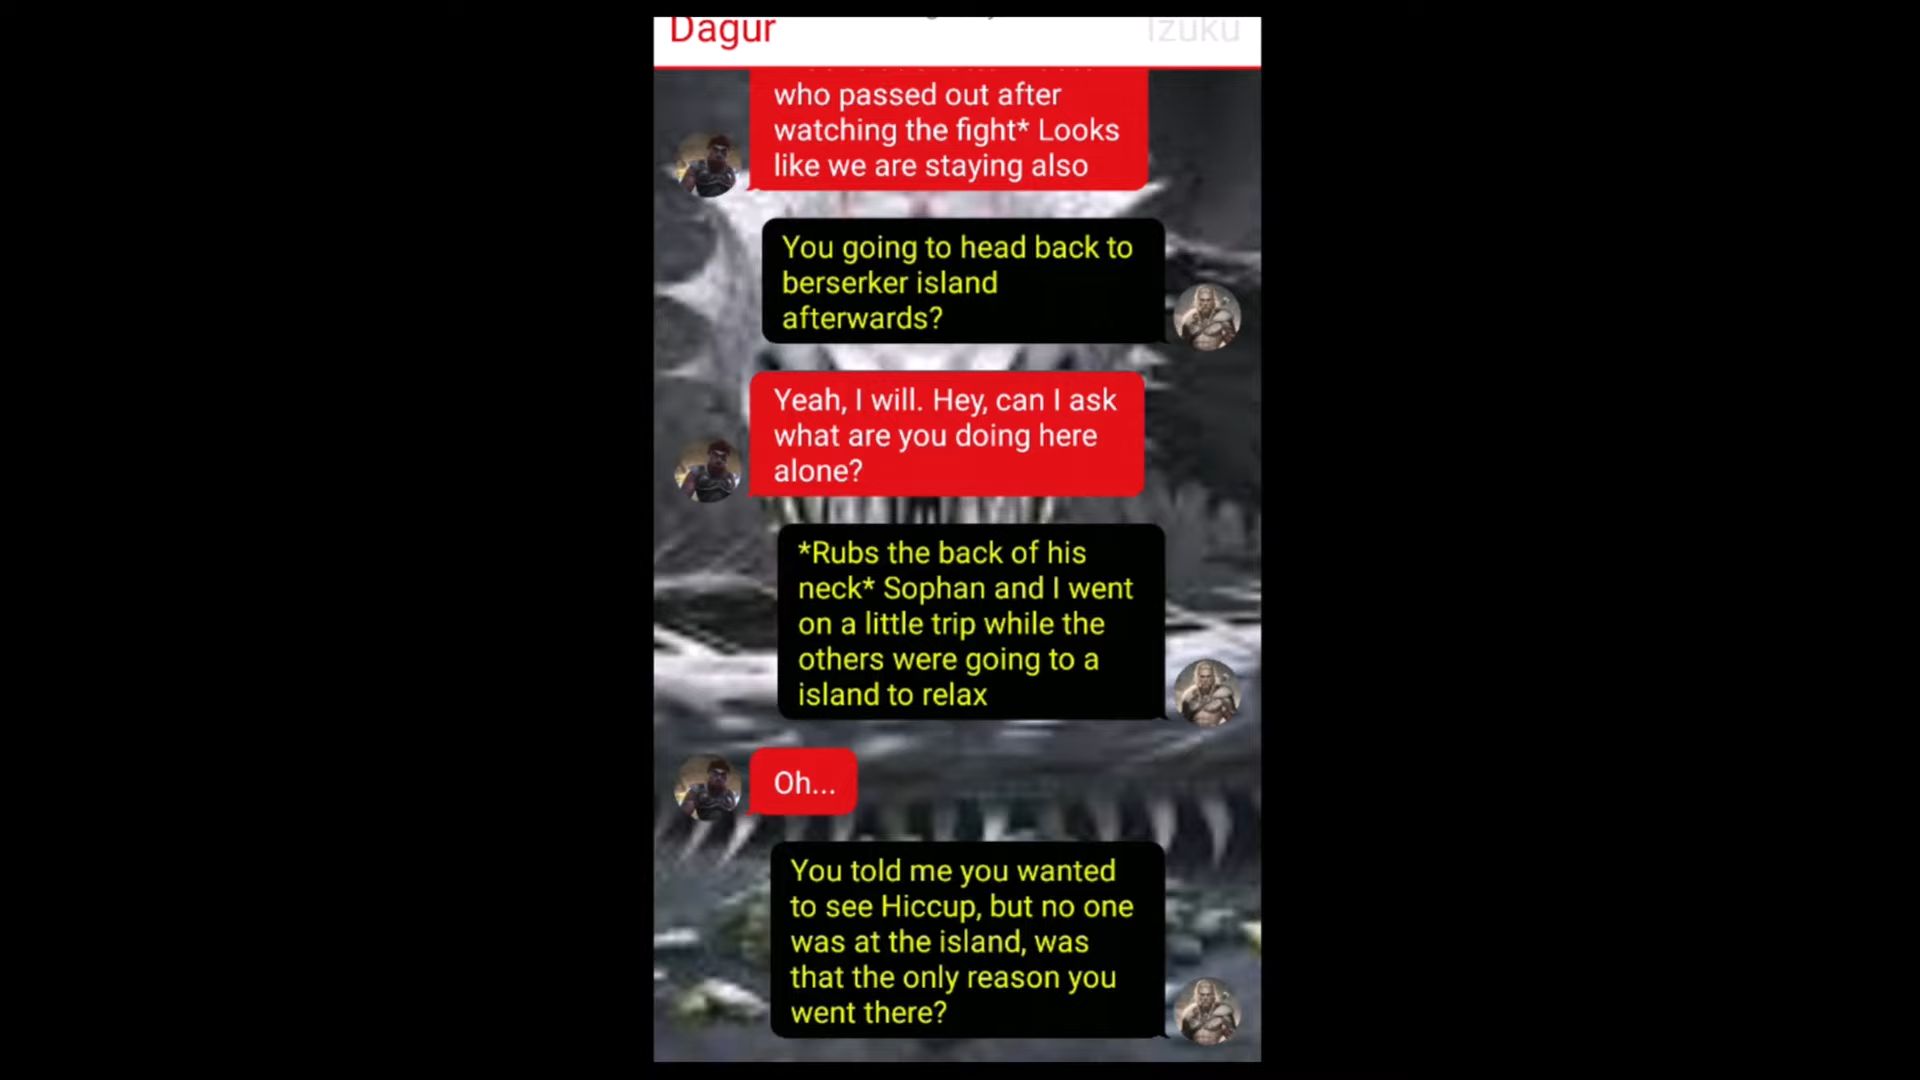 Dagur
Izuku
who passed out after
watching the fight* Looks
like we are staying also
You going to head back to
berserker island
afterwards?
Yeah, I will. Hey, can I ask
what are you doing here
alone?
*Rubs the back of his
neck* Sophan and I went
on a little trip while the
others were going to a
island to relax
Oh...
You told me you wanted
to see Hiccup, but no one
was at the island, was
that the only reason you
went there?